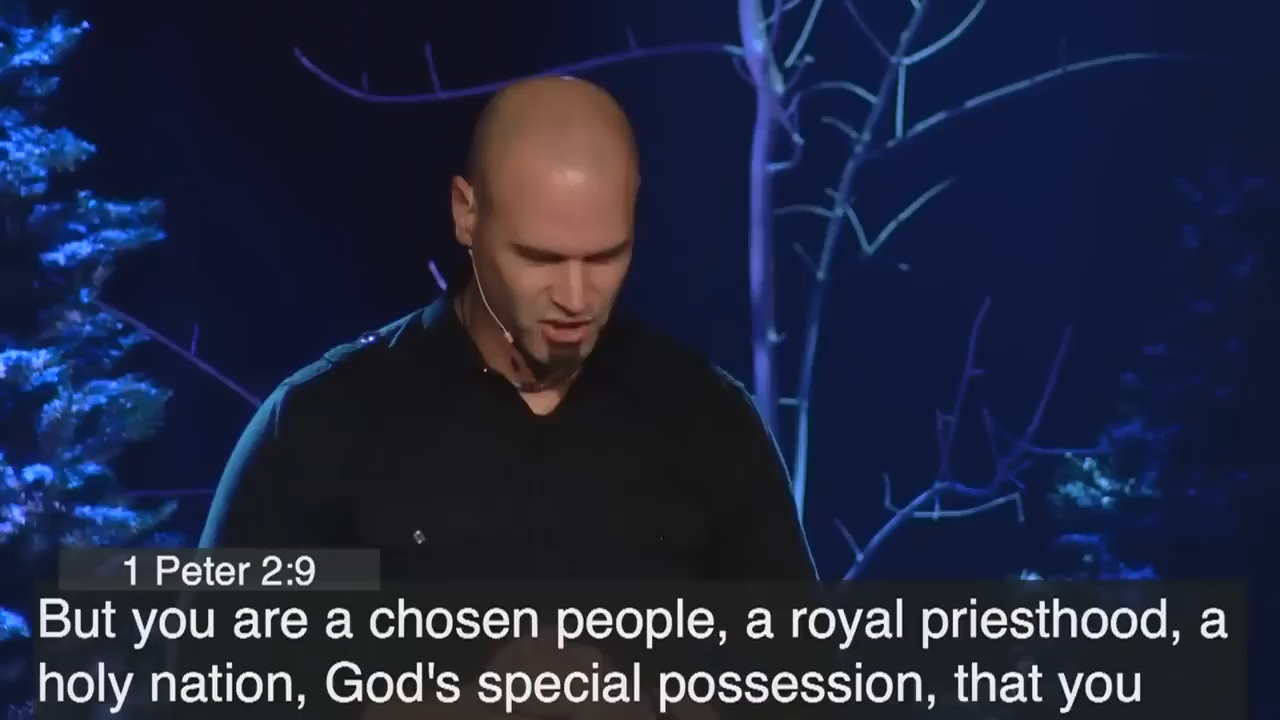 1 Peter 2:9
But you are a chosen people, a royal priesthood, a
holy nation, God's special possession, that you